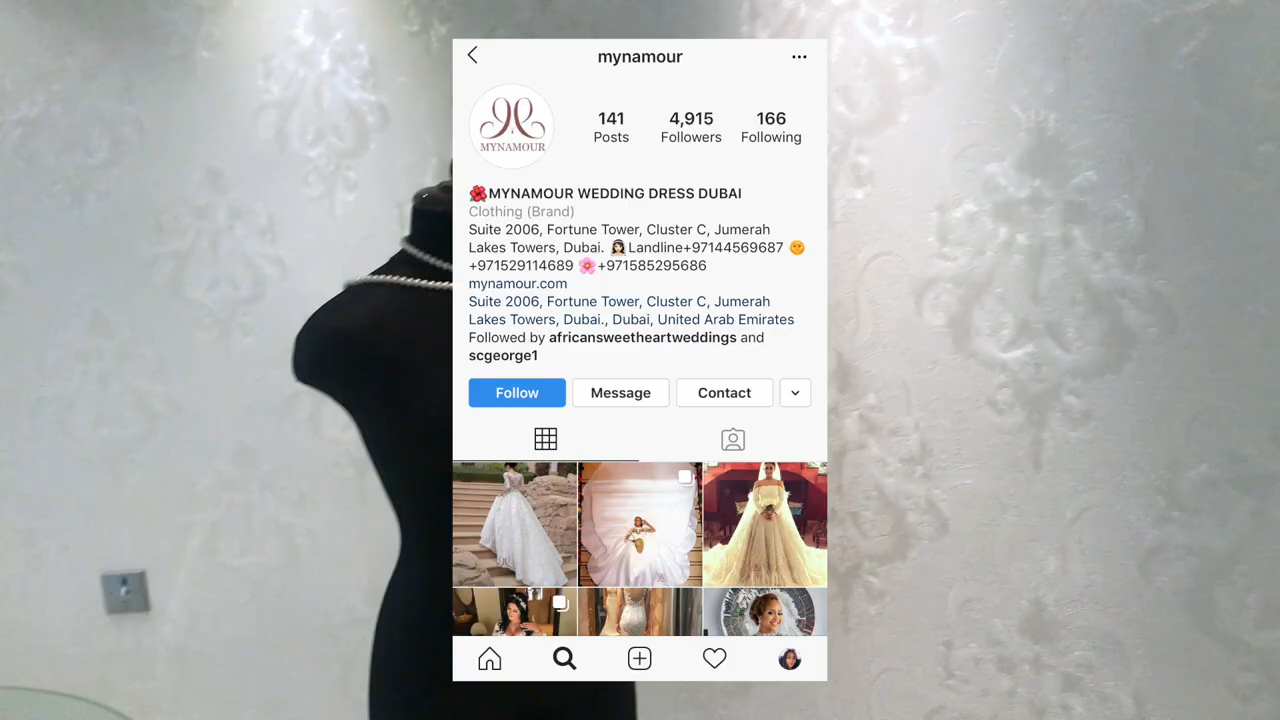 mynamour
MYNAMOUR
141
Posts
4,915
Followers
166
Following
🌺MYNAMOUR WEDDING DRESS DUBAI
Clothing (Brand)
Suite 2006, Fortune Tower, Cluster C, Jumerah
Lakes Towers, Dubai. 👰Landline+97144569687 🌞
+971529114689 🌸+971585295686
mynamour.com
Suite 2006, Fortune Tower, Cluster C, Jumerah
Lakes Towers, Dubai., Dubai, United Arab Emirates
Followed by africansweetheartweddings and
scgeorge1
Follow
Message
Contact